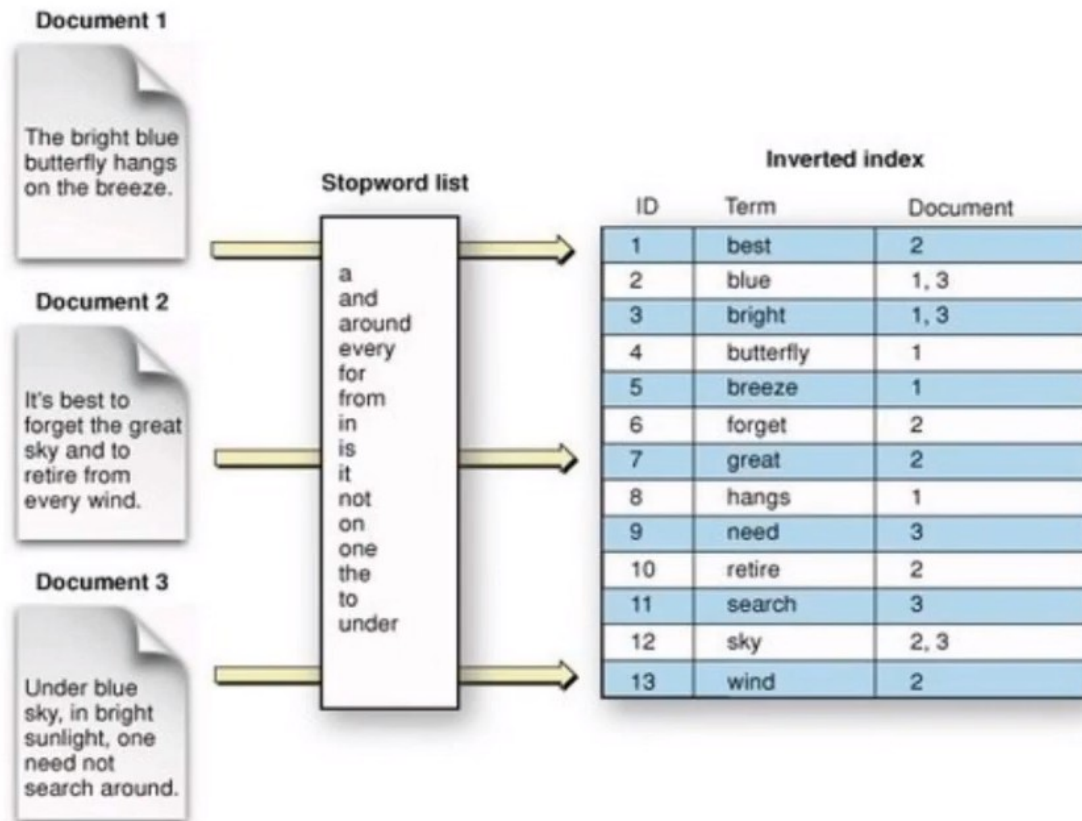 Document 1
The bright blue
butterfly hangs
on the breeze.
Document 2
It's best to
forget the great
sky and to
retire from
every wind.
Document 3
Under blue
sky, in bright
sunlight, one
need not
search around.
Stopword list
a
and
around
every
for
from
in
is
it
not
on
one
the
to
under
Inverted index
ID Term Document
1 best 2
2 blue 1, 3
3 bright 1, 3
4 butterfly 1
5 breeze 1
6 forget 2
7 great 2
8 hangs 1
9 need 3
10 retire 2
11 search 3
12 sky 2, 3
13 wind 2